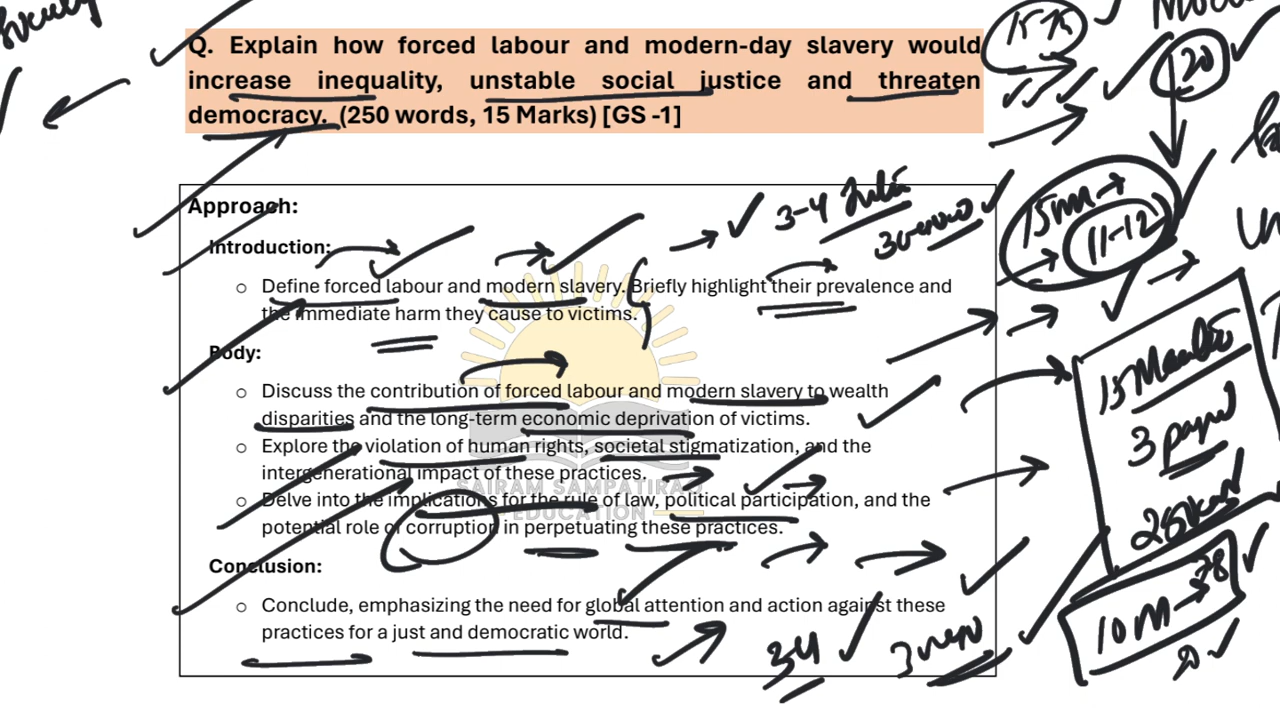 Q. Explain how forced labour and modern-day slavery would
increase inequality, unstable social justice and threaten
democracy. (250 words, 15 Marks) [GS -1]
15
20
Approach:
3-4
Introduction:
15m
11-12
○ Define forced labour and modern slavery. Briefly highlight their prevalence and
the immediate harm they cause to victims.
Body:
○ Discuss the contribution of forced labour and modern slavery to wealth
disparities and the long-term economic deprivation of victims.
15 Marks
○ Explore the violation of human rights, societal stigmatization, and the
intergenerational impact of these practices.
3
SAIRAM SAMPATIRAO
EDUCATION
○ Delve into the implications for the rule of law, political participation, and the
potential role of corruption in perpetuating these practices.
Conclusion:
○ Conclude, emphasizing the need for global attention and action against these
practices for a just and democratic world.
10 M
34
3